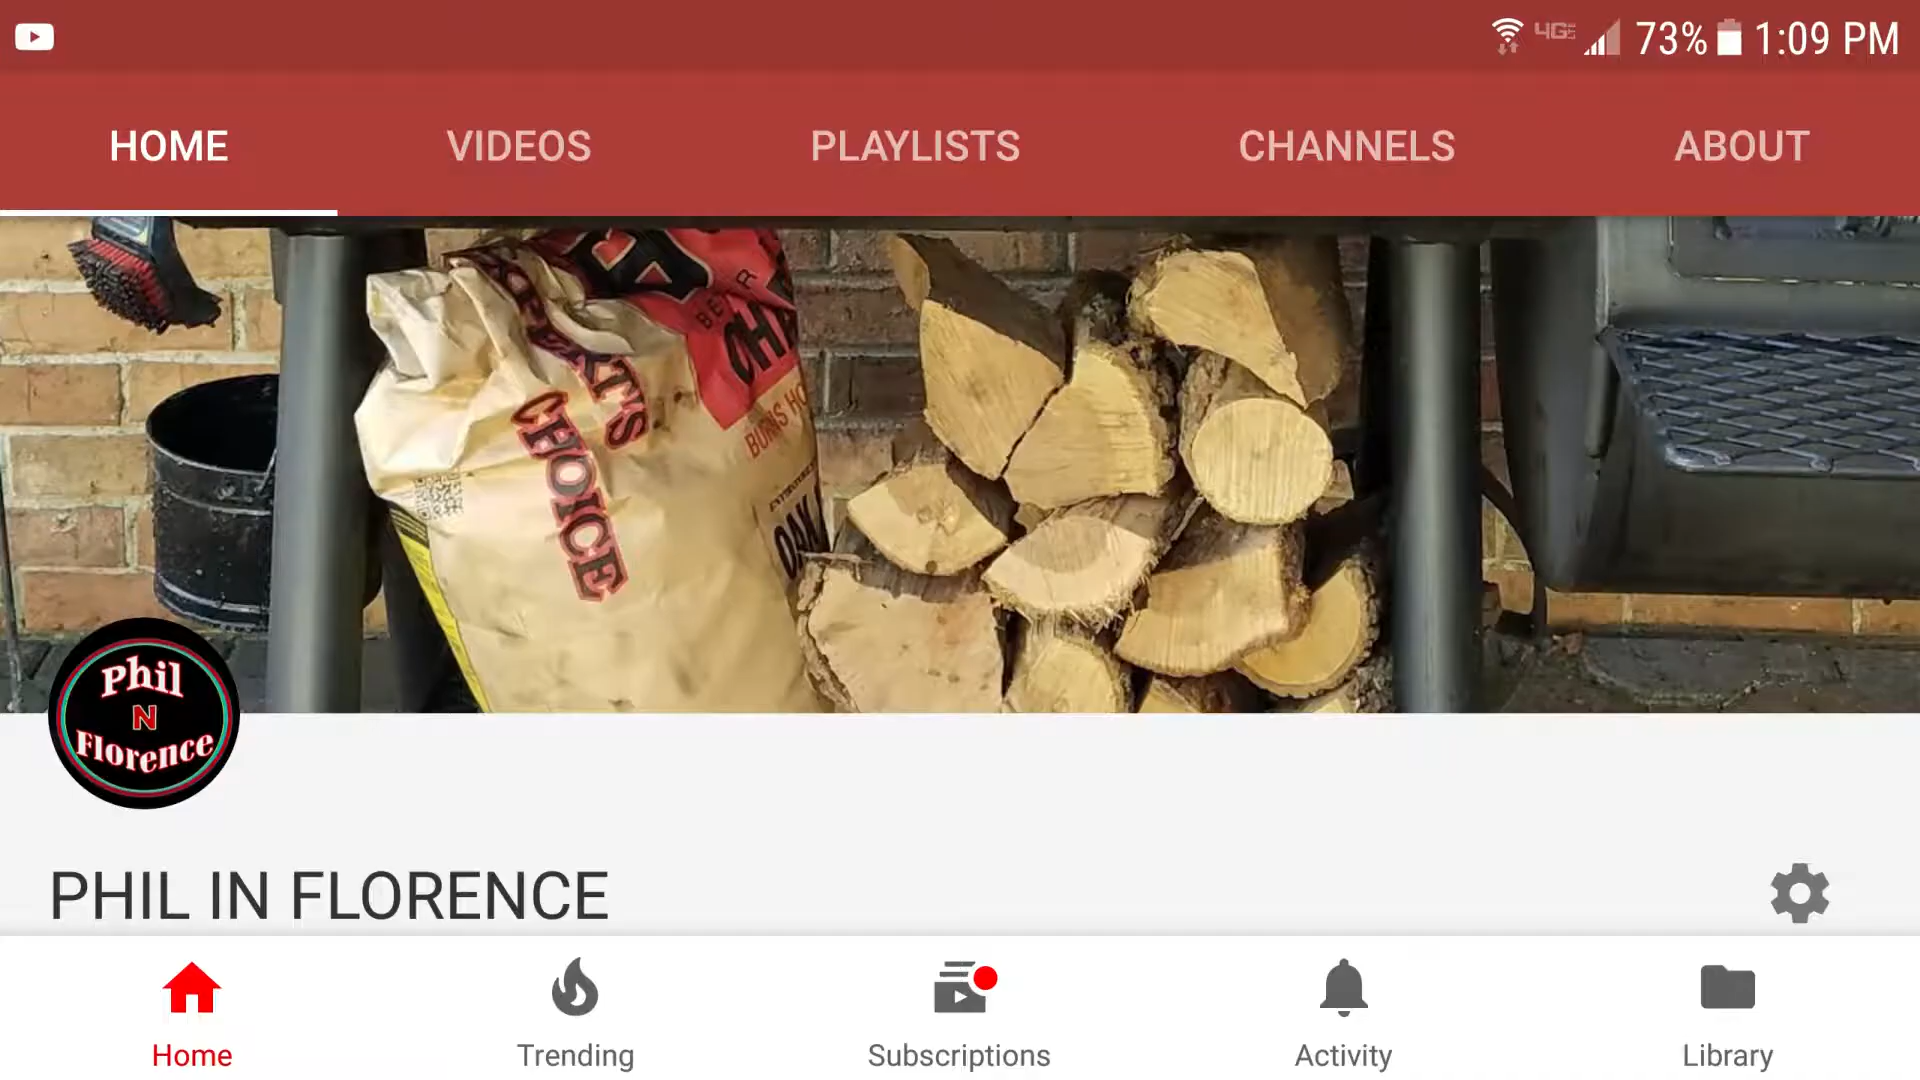 4G
73%
1:09 PM
HOME
VIDEOS
PLAYLISTS
CHANNELS
ABOUT
CHOICE
Phil
N
Florence
PHIL IN FLORENCE
Home
Trending
Subscriptions
Activity
Library